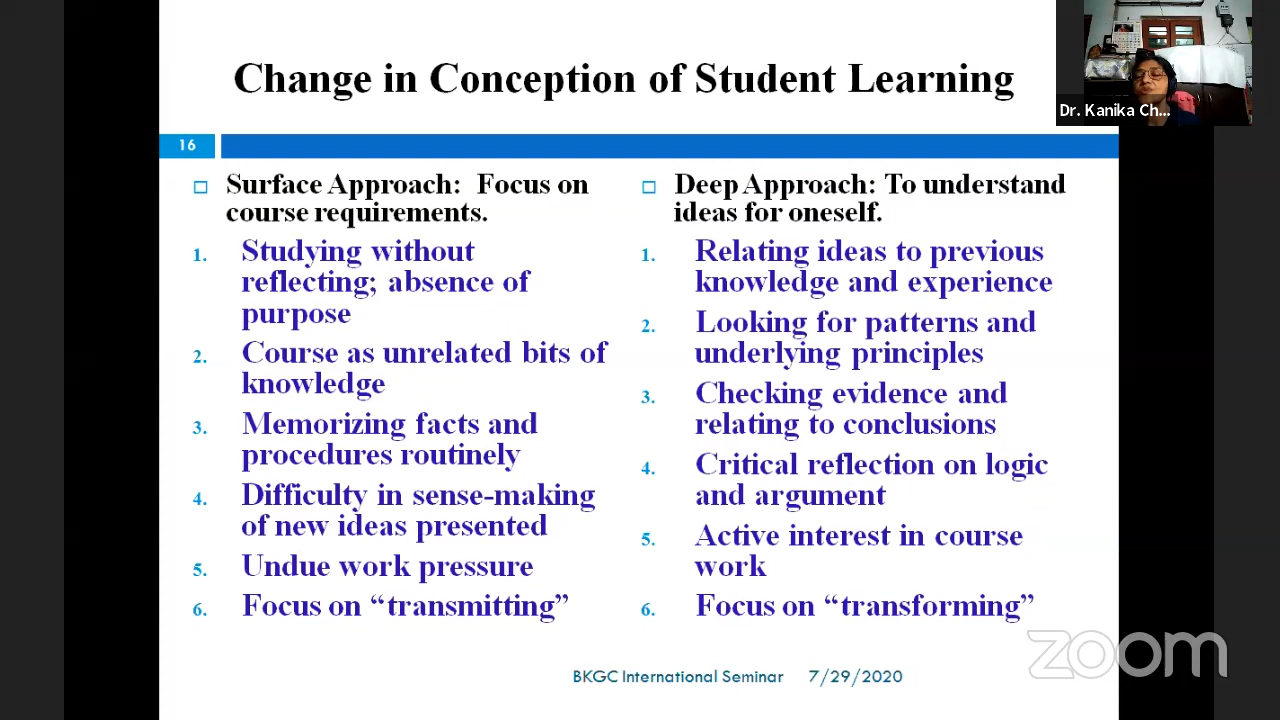 Change in Conception of Student Learning
Dr. Kanika Ch...
16
Surface Approach: Focus on
course requirements.
1. Studying without
reflecting; absence of
purpose
2. Course as unrelated bits of
knowledge
3. Memorizing facts and
procedures routinely
4. Difficulty in sense-making
of new ideas presented
5. Undue work pressure
6. Focus on “transmitting”
Deep Approach: To understand
ideas for oneself.
1. Relating ideas to previous
knowledge and experience
2. Looking for patterns and
underlying principles
3. Checking evidence and
relating to conclusions
4. Critical reflection on logic
and argument
5. Active interest in course
work
6. Focus on “transforming”
BKGC International Seminar 7/29/2020
zoom